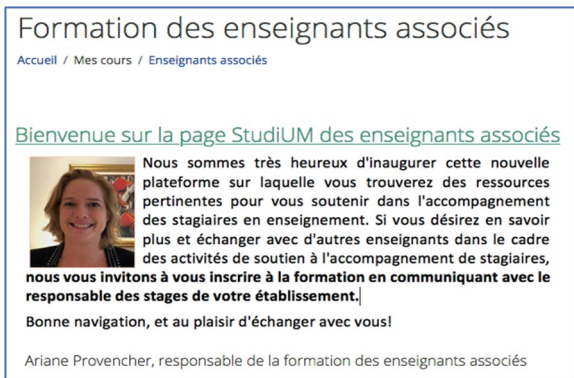 Formation des enseignants associés
Accueil / Mes cours / Enseignants associés
Bienvenue sur la page StudiUM des enseignants associés
Nous sommes très heureux d'inaugurer cette nouvelle
plateforme sur laquelle vous trouverez des ressources
pertinentes pour vous soutenir dans l'accompagnement
des stagiaires en enseignement. Si vous désirez en savoir
plus et échanger avec d'autres enseignants dans le cadre
des activités de soutien à l'accompagnement de stagiaires,
nous vous invitons à vous inscrire à la formation en communiquant avec le
responsable des stages de votre établissement.
Bonne navigation, et au plaisir d'échanger avec vous!
Ariane Provencher, responsable de la formation des enseignants associés